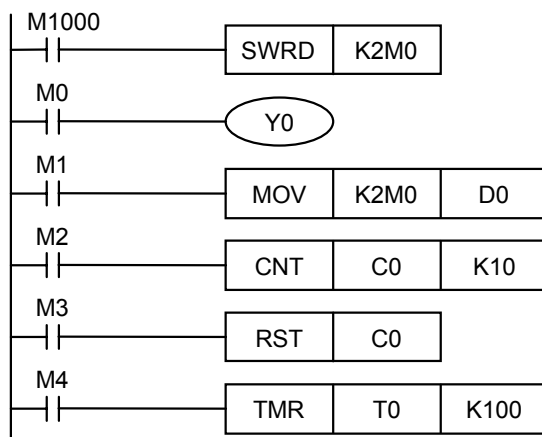 M1000
SWRD K2M0
M0
Y0
M1
MOV K2M0 D0
M2
CNT C0 K10
M3
RST C0
M4
TMR T0 K100